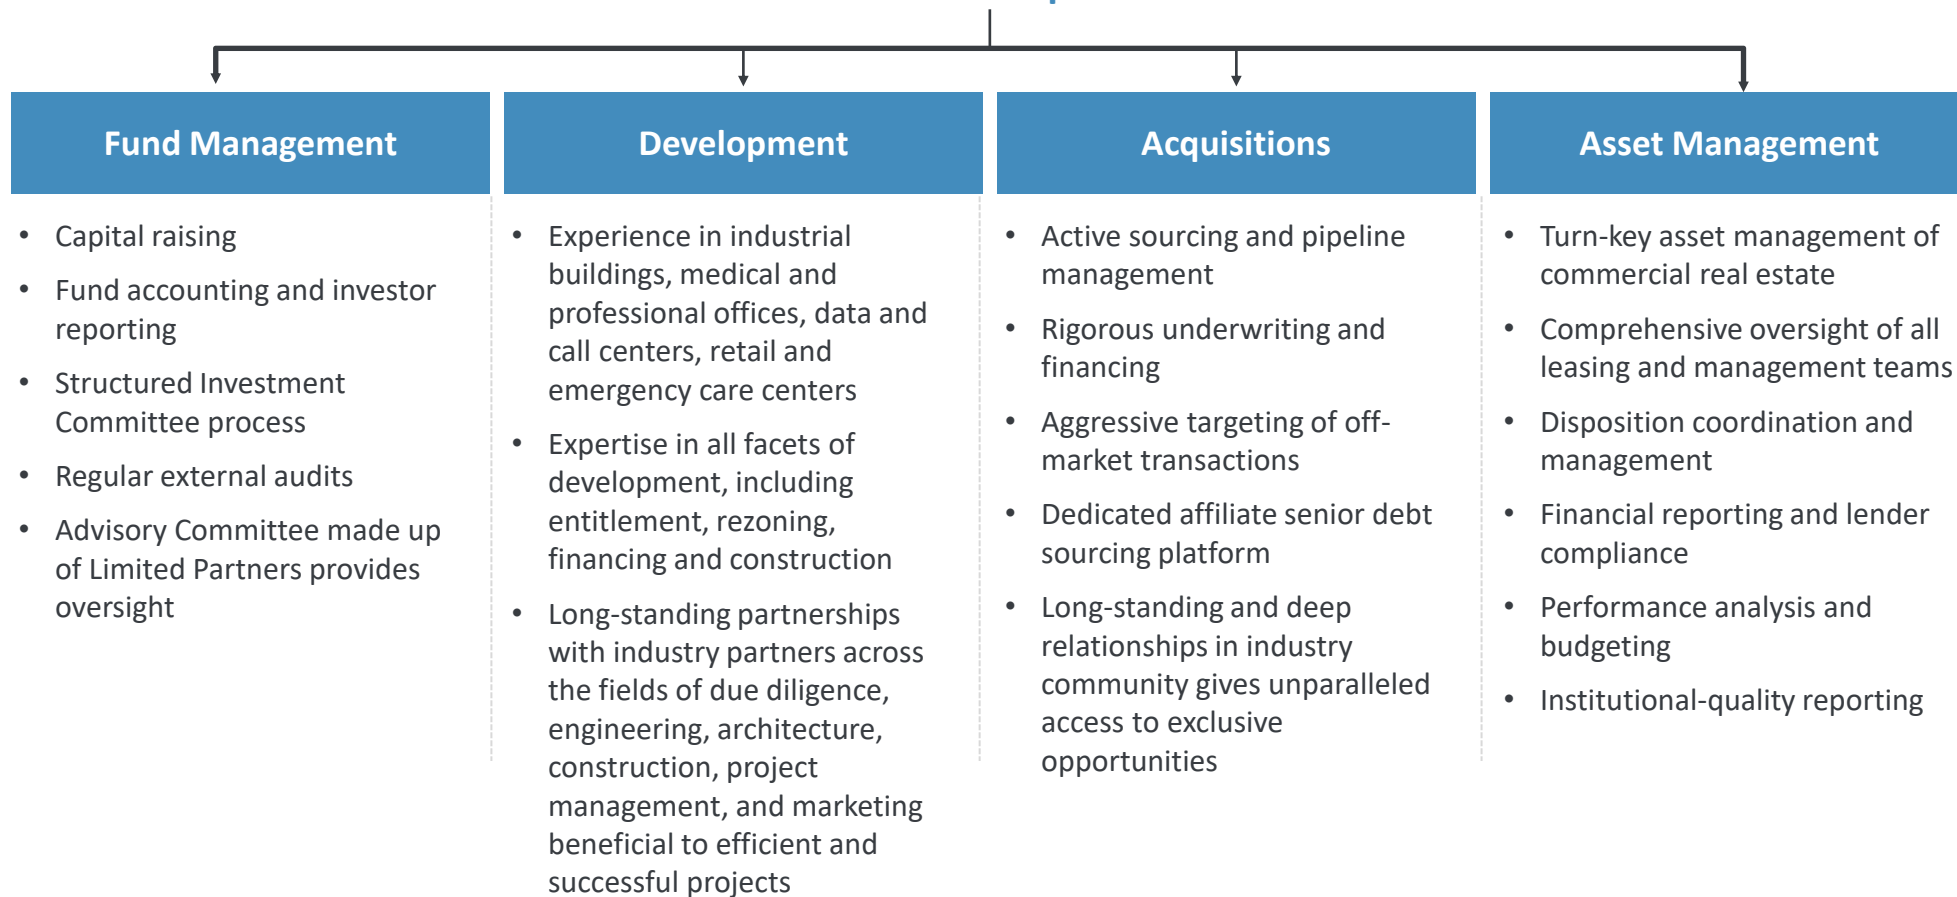 Fund Management
• Capital raising
• Fund accounting and investor
reporting
• Structured Investment
Committee process
• Regular external audits
• Advisory Committee made up
of Limited Partners provides
oversight
Development
• Experience in industrial
buildings, medical and
professional offices, data and
call centers, retail and
emergency care centers
• Expertise in all facets of
development, including
entitlement, rezoning,
financing and construction
• Long-standing partnerships
with industry partners across
the fields of due diligence,
engineering, architecture,
construction, project
management, and marketing
beneficial to efficient and
successful projects
Acquisitions
• Active sourcing and pipeline
management
• Rigorous underwriting and
financing
• Aggressive targeting of off-
market transactions
• Dedicated affiliate senior debt
sourcing platform
• Long-standing and deep
relationships in industry
community gives unparalleled
access to exclusive
opportunities
Asset Management
• Turn-key asset management of
commercial real estate
• Comprehensive oversight of all
leasing and management teams
• Disposition coordination and
management
• Financial reporting and lender
compliance
• Performance analysis and
budgeting
• Institutional-quality reporting